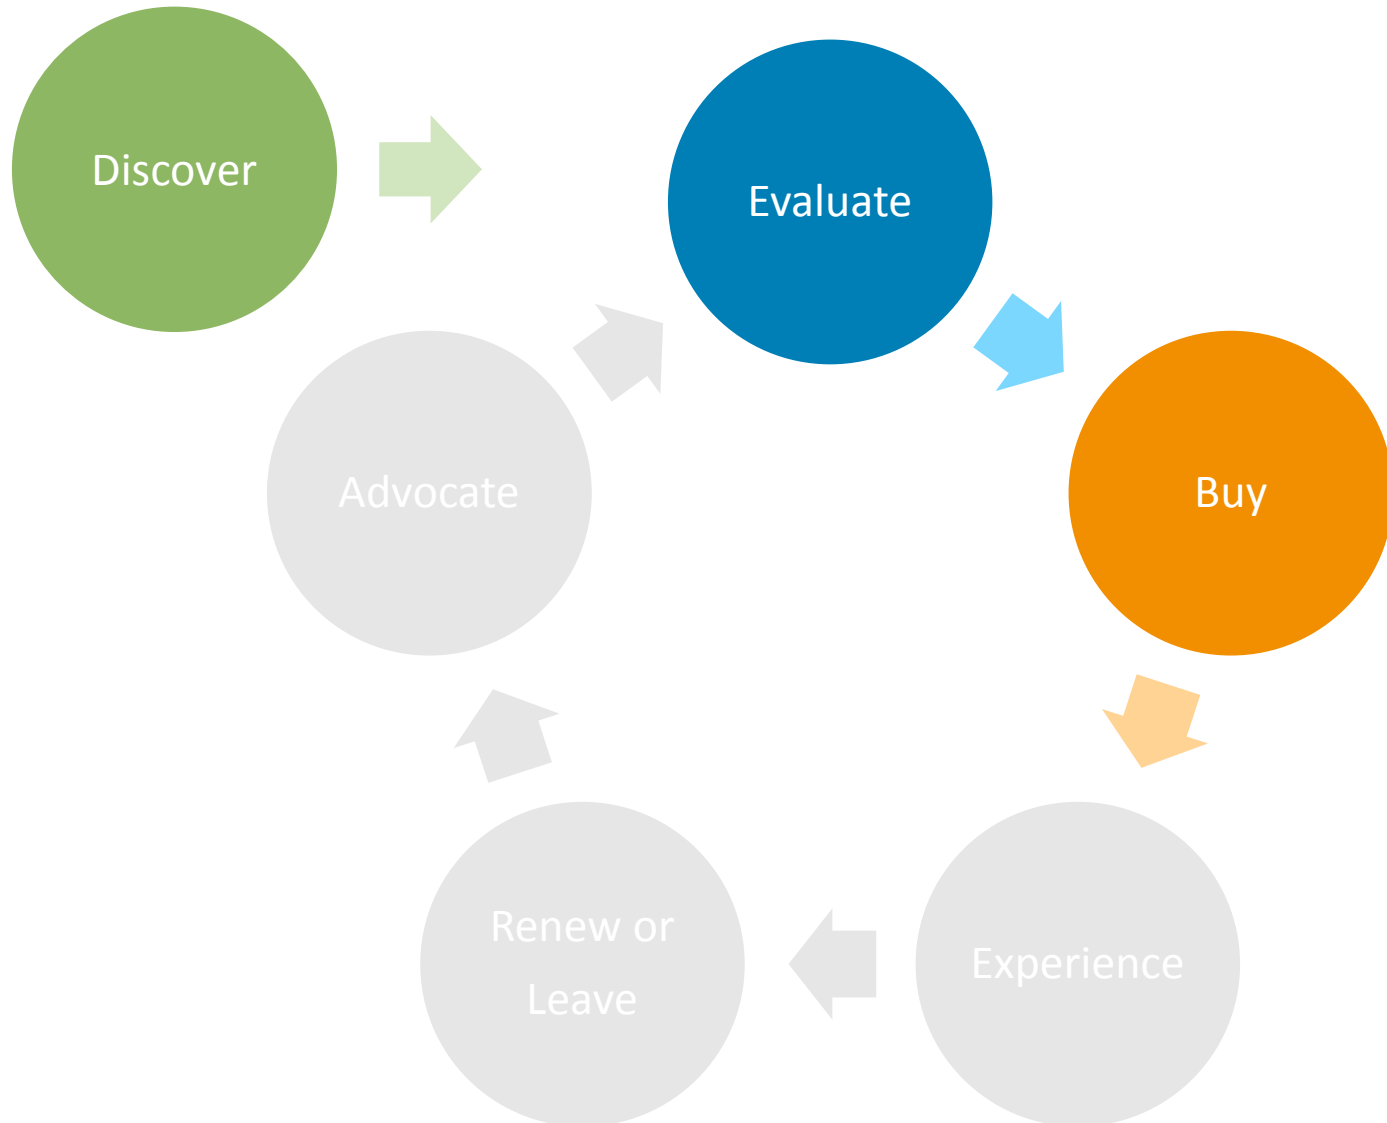 Discover
Evaluate
Advocate
Buy
Renew or
Leave
Experience